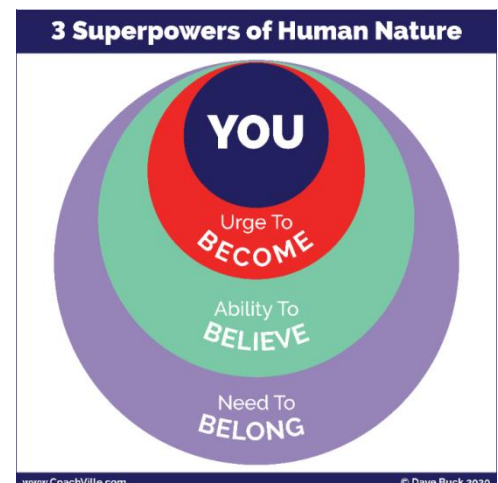 3 Superpowers of Human Nature
YOU
Urge To
BECOME
Ability To
BELIEVE
Need To
BELONG
www.CoachVille.com
© Dave Buck 2020